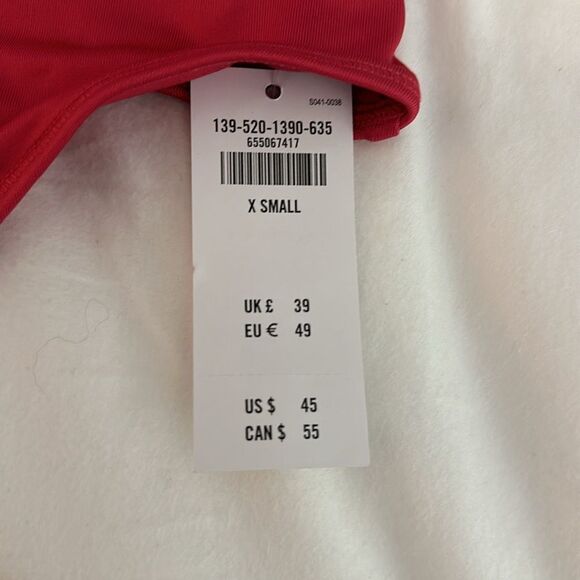 S041-0038
139-520-1390-635
655067417
X SMALL
UK £ 39
EU € 49
US $ 45
CAN $ 55